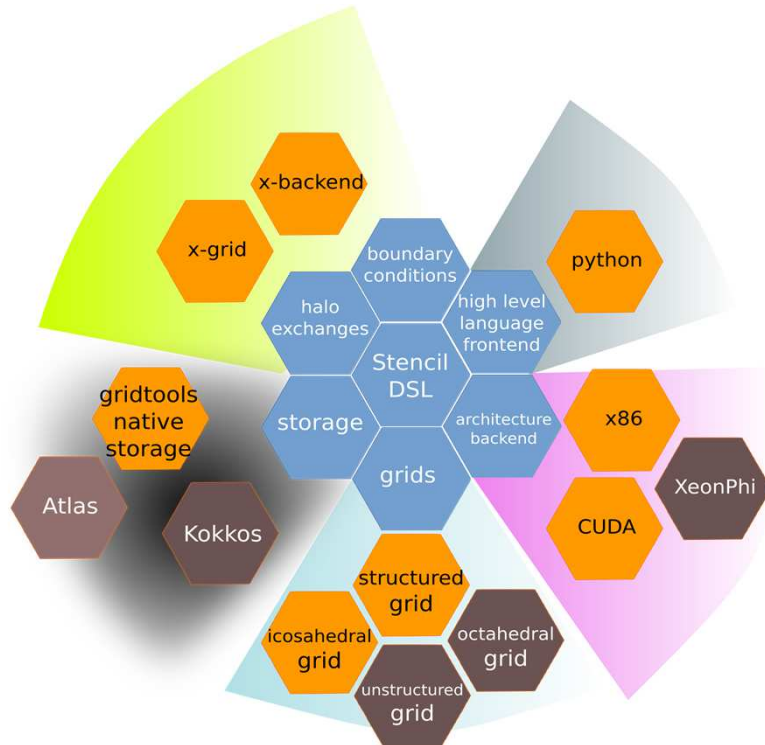 x-backend
x-grid
boundary
conditions
python
halo
exchanges
high level
language
frontend
Stencil
DSL
gridtools
native
storage
storage
architecture
backend
x86
grids
Atlas
Kokkos
XeonPhi
CUDA
structured
grid
icosahedral
grid
octahedral
grid
unstructured
grid